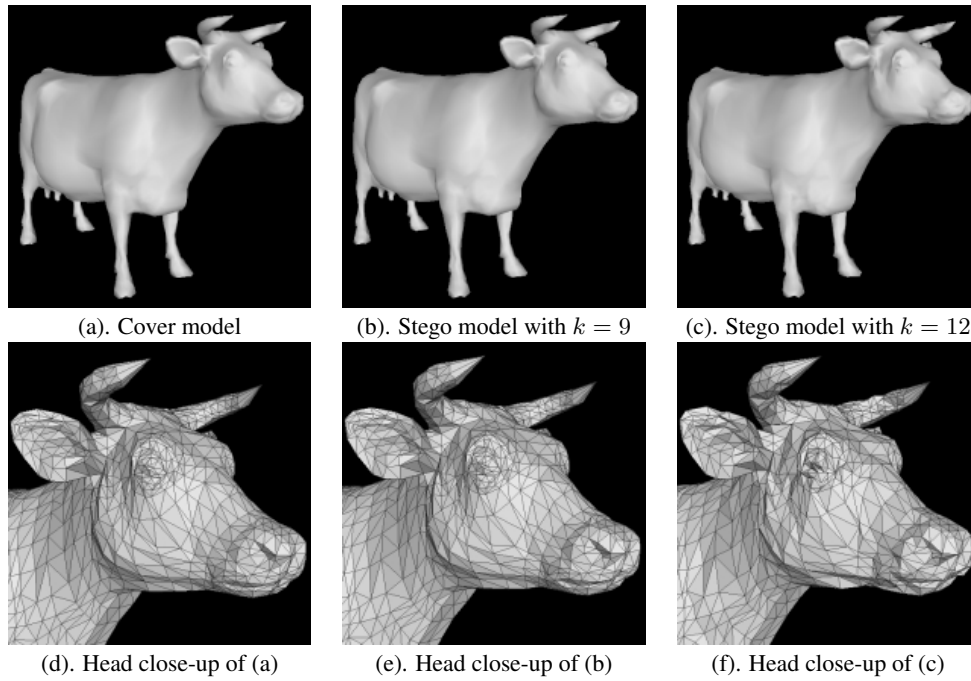 (a). Cover model
(b). Stego model with k = 9
(c). Stego model with k = 12
(d). Head close-up of (a)
(e). Head close-up of (b)
(f). Head close-up of (c)